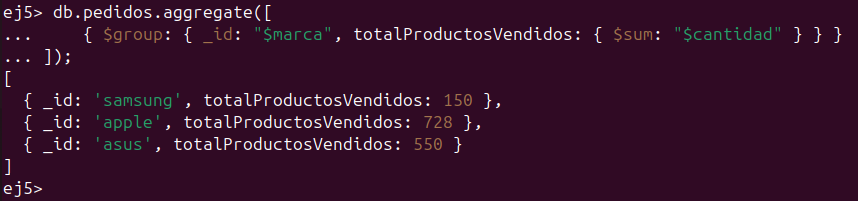 ej5> db.pedidos.aggregate([
...     { $group: { _id: "$marca", totalProductosVendidos: { $sum: "$cantidad" } } }
... ]);
[
  { _id: 'samsung', totalProductosVendidos: 150 },
  { _id: 'apple', totalProductosVendidos: 728 },
  { _id: 'asus', totalProductosVendidos: 550 }
]
ej5>